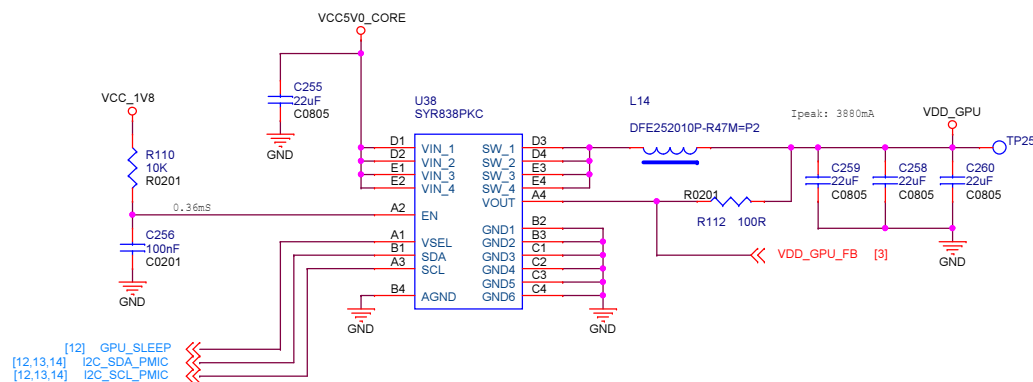 VCC5V0_CORE
VCC_1V8
C255
22uF
C0805
GND
U38
SYR838PKC
L14
DFE252010P-R47M=P2
Ipeak: 3880mA
VDD_GPU
TP25
R110
10K
R0201
0.36mS
C256
100nF
C0201
GND
D1 VIN_1 SW_1 D3
D2 VIN_2 SW_2 D4
E1 VIN_3 SW_3 E3
E2 VIN_4 SW_4 E4
VOUT A4
A2 EN
GND1 B2
A1 VSEL GND2 B3
B1 SDA GND3 C1
A3 SCL GND4 C2
GND5 C3
B4 AGND GND6 C4
R0201
R112 100R
C259
22uF
C0805
C258
22uF
C0805
C260
22uF
C0805
GND
VDD_GPU_FB [3]
GND
GND
[12] GPU_SLEEP
[12,13,14] I2C_SDA_PMIC
[12,13,14] I2C_SCL_PMIC